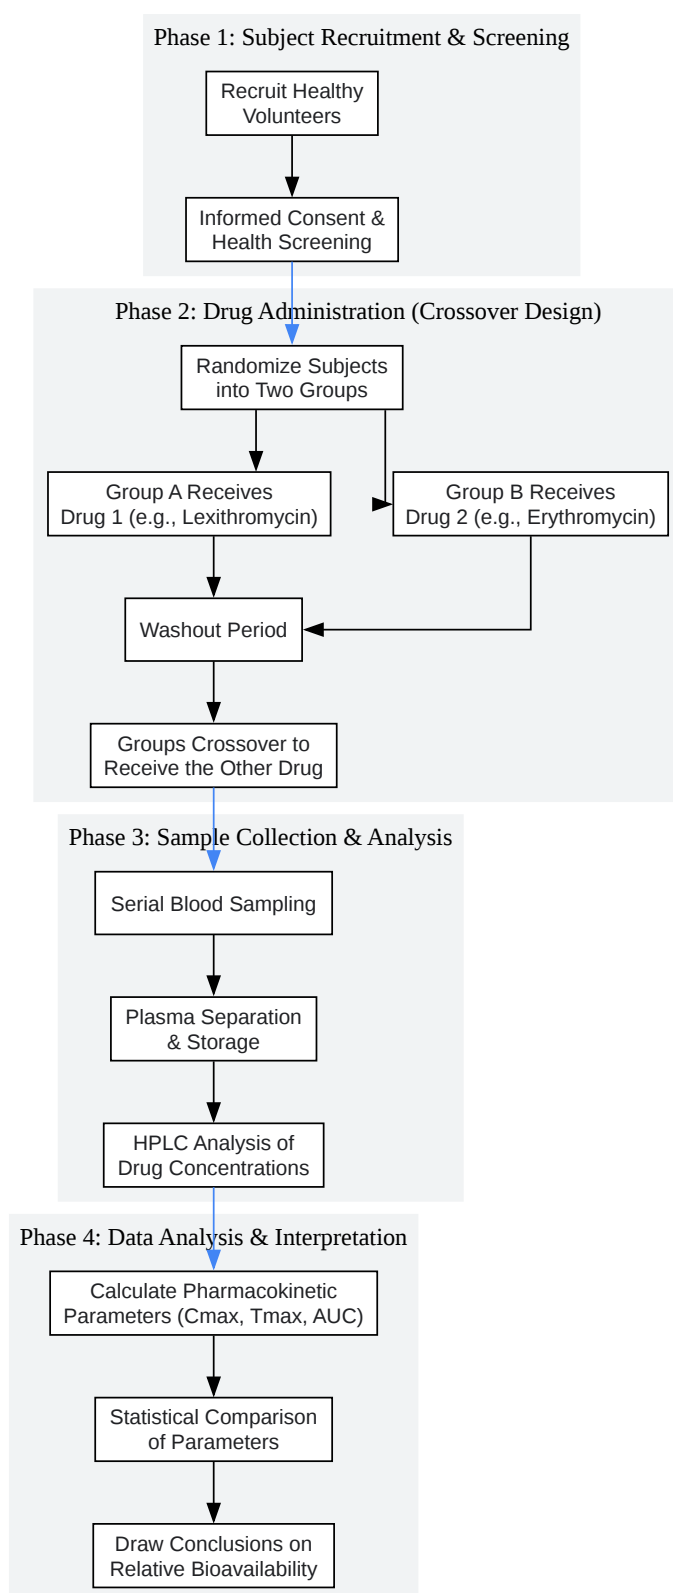 Phase 1: Subject Recruitment & Screening
Recruit Healthy
Volunteers
Informed Consent &
Health Screening
Phase 2: Drug Administration (Crossover Design)
Randomize Subjects
into Two Groups
Group A Receives
Drug 1 (e.g., Lexithromycin)
Group B Receives
Drug 2 (e.g., Erythromycin)
Washout Period
Groups Crossover to
Receive the Other Drug
Phase 3: Sample Collection & Analysis
Serial Blood Sampling
Plasma Separation
& Storage
HPLC Analysis of
Drug Concentrations
Phase 4: Data Analysis & Interpretation
Calculate Pharmacokinetic
Parameters (Cmax, Tmax, AUC)
Statistical Comparison
of Parameters
Draw Conclusions on
Relative Bioavailability